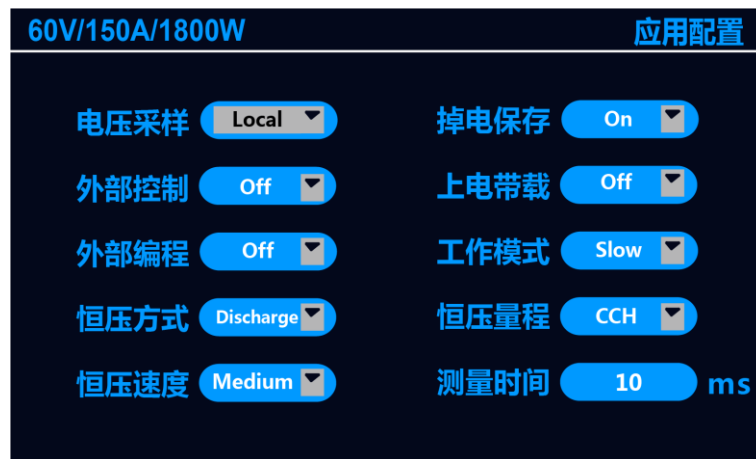 60V/150A/1800W 应用配置
电压采样 Local 掉电保存 On
外部控制 Off 上电带载 Off
外部编程 Off 工作模式 Slow
恒压方式 Discharge 恒压量程 CCH
恒压速度 Medium 测量时间 10 ms